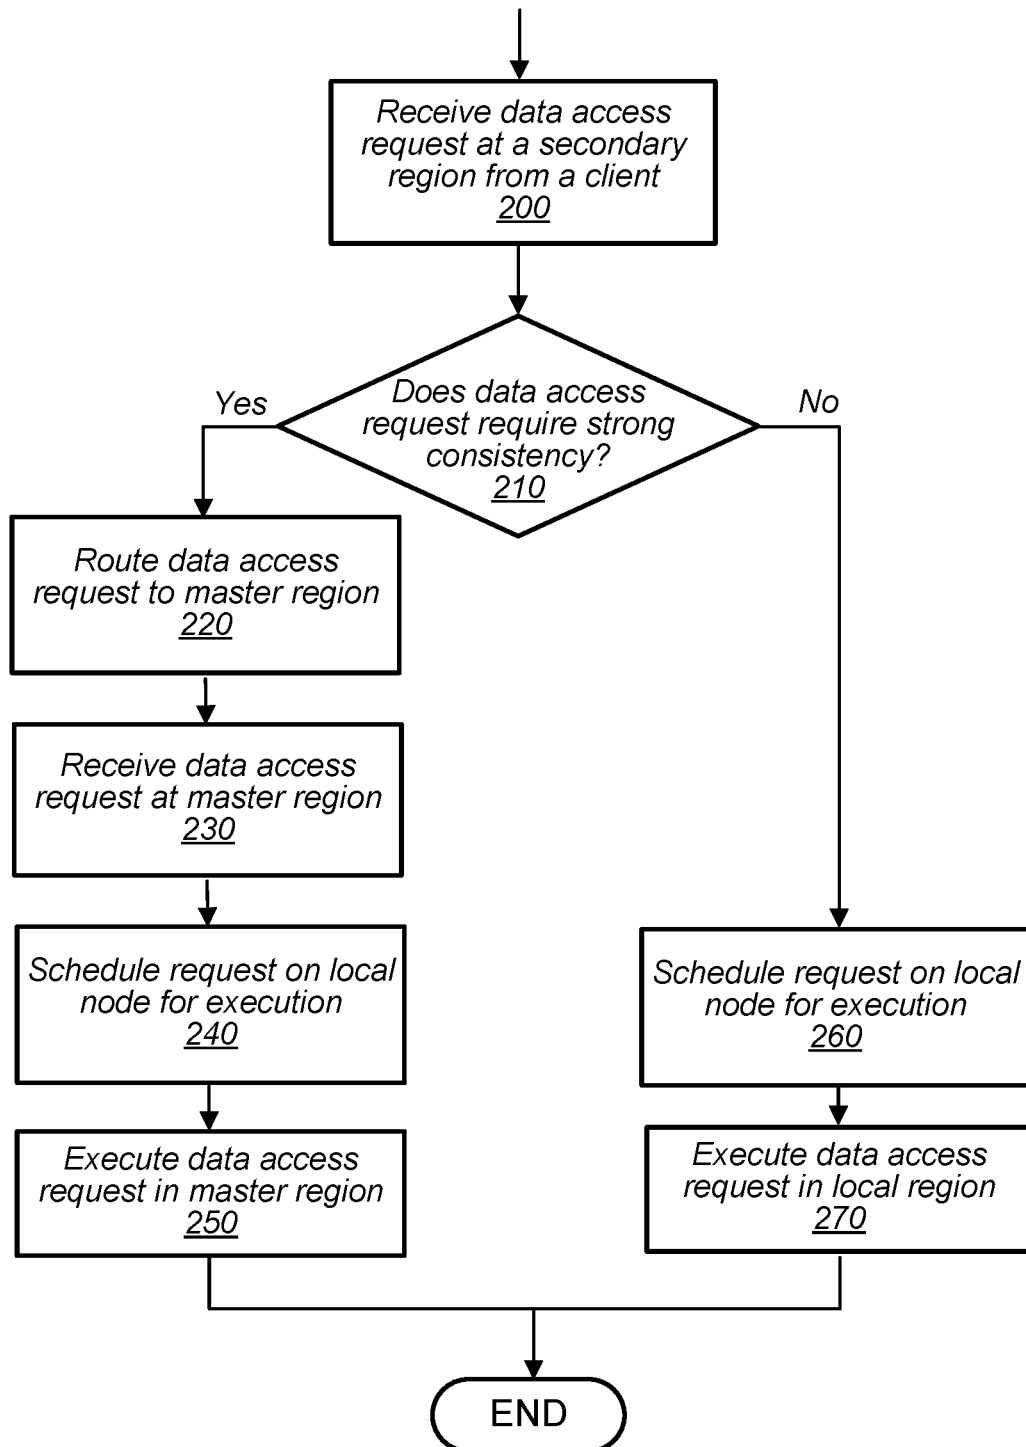 Receive data access
request at a secondary
region from a client
200
Does data access
request require strong
consistency?
210
Yes
No
Route data access
request to master region
220
Receive data access
request at master region
230
Schedule request on local
node for execution
240
Schedule request on local
node for execution
260
Execute data access
request in master region
250
Execute data access
request in local region
270
END